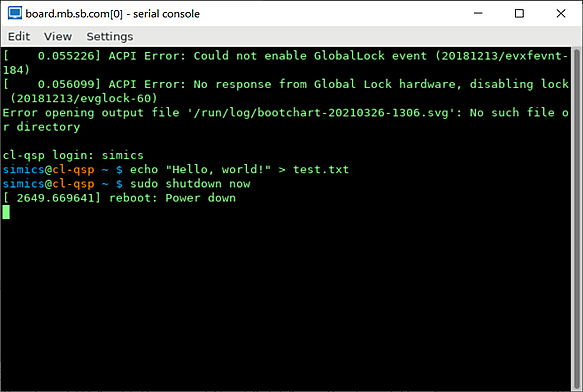 board.mb.sb.com[0] - serial console
Edit View Settings
[    0.055226] ACPI Error: Could not enable GlobalLock event (20181213/evxfevnt-
184)
[    0.056099] ACPI Error: No response from Global Lock hardware, disabling lock
 (20181213/evglock-60)
Error opening output file '/run/log/bootchart-20210326-1306.svg': No such file o
r directory
cl-qsp login: simics
simics@cl-qsp ~ $ echo "Hello, world!" > test.txt
simics@cl-qsp ~ $ sudo shutdown now
[ 2649.669641] reboot: Power down